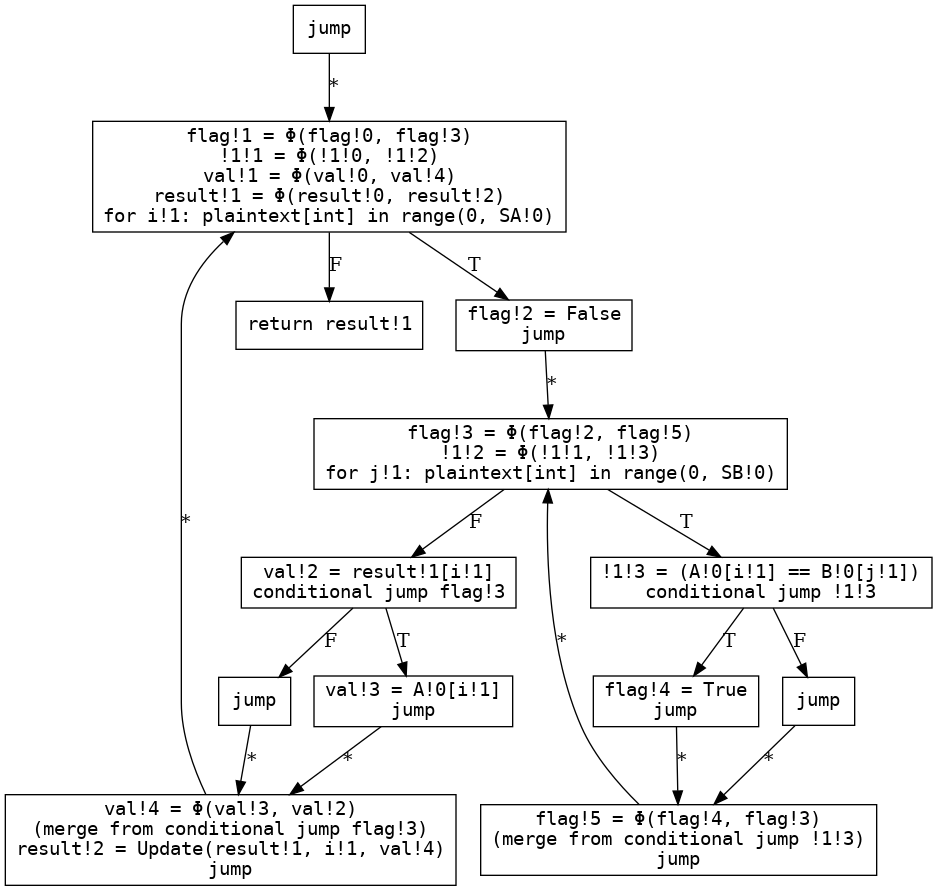 jump
*
flag!1 = Φ(flag!0, flag!3)
!1!1 = Φ(!1!0, !1!2)
val!1 = Φ(val!0, val!4)
result!1 = Φ(result!0, result!2)
for i!1: plaintext[int] in range(0, SA!0)
F
T
return result!1
flag!2 = False
jump
*
flag!3 = Φ(flag!2, flag!5)
!1!2 = Φ(!1!1, !1!3)
for j!1: plaintext[int] in range(0, SB!0)
*
F
T
val!2 = result!1[i!1]
conditional jump flag!3
!1!3 = (A!0[i!1] == B!0[j!1])
conditional jump !1!3
F
T
*
T
F
jump
val!3 = A!0[i!1]
jump
flag!4 = True
jump
jump
*
*
*
*
val!4 = Φ(val!3, val!2)
(merge from conditional jump flag!3)
result!2 = Update(result!1, i!1, val!4)
jump
flag!5 = Φ(flag!4, flag!3)
(merge from conditional jump !1!3)
jump